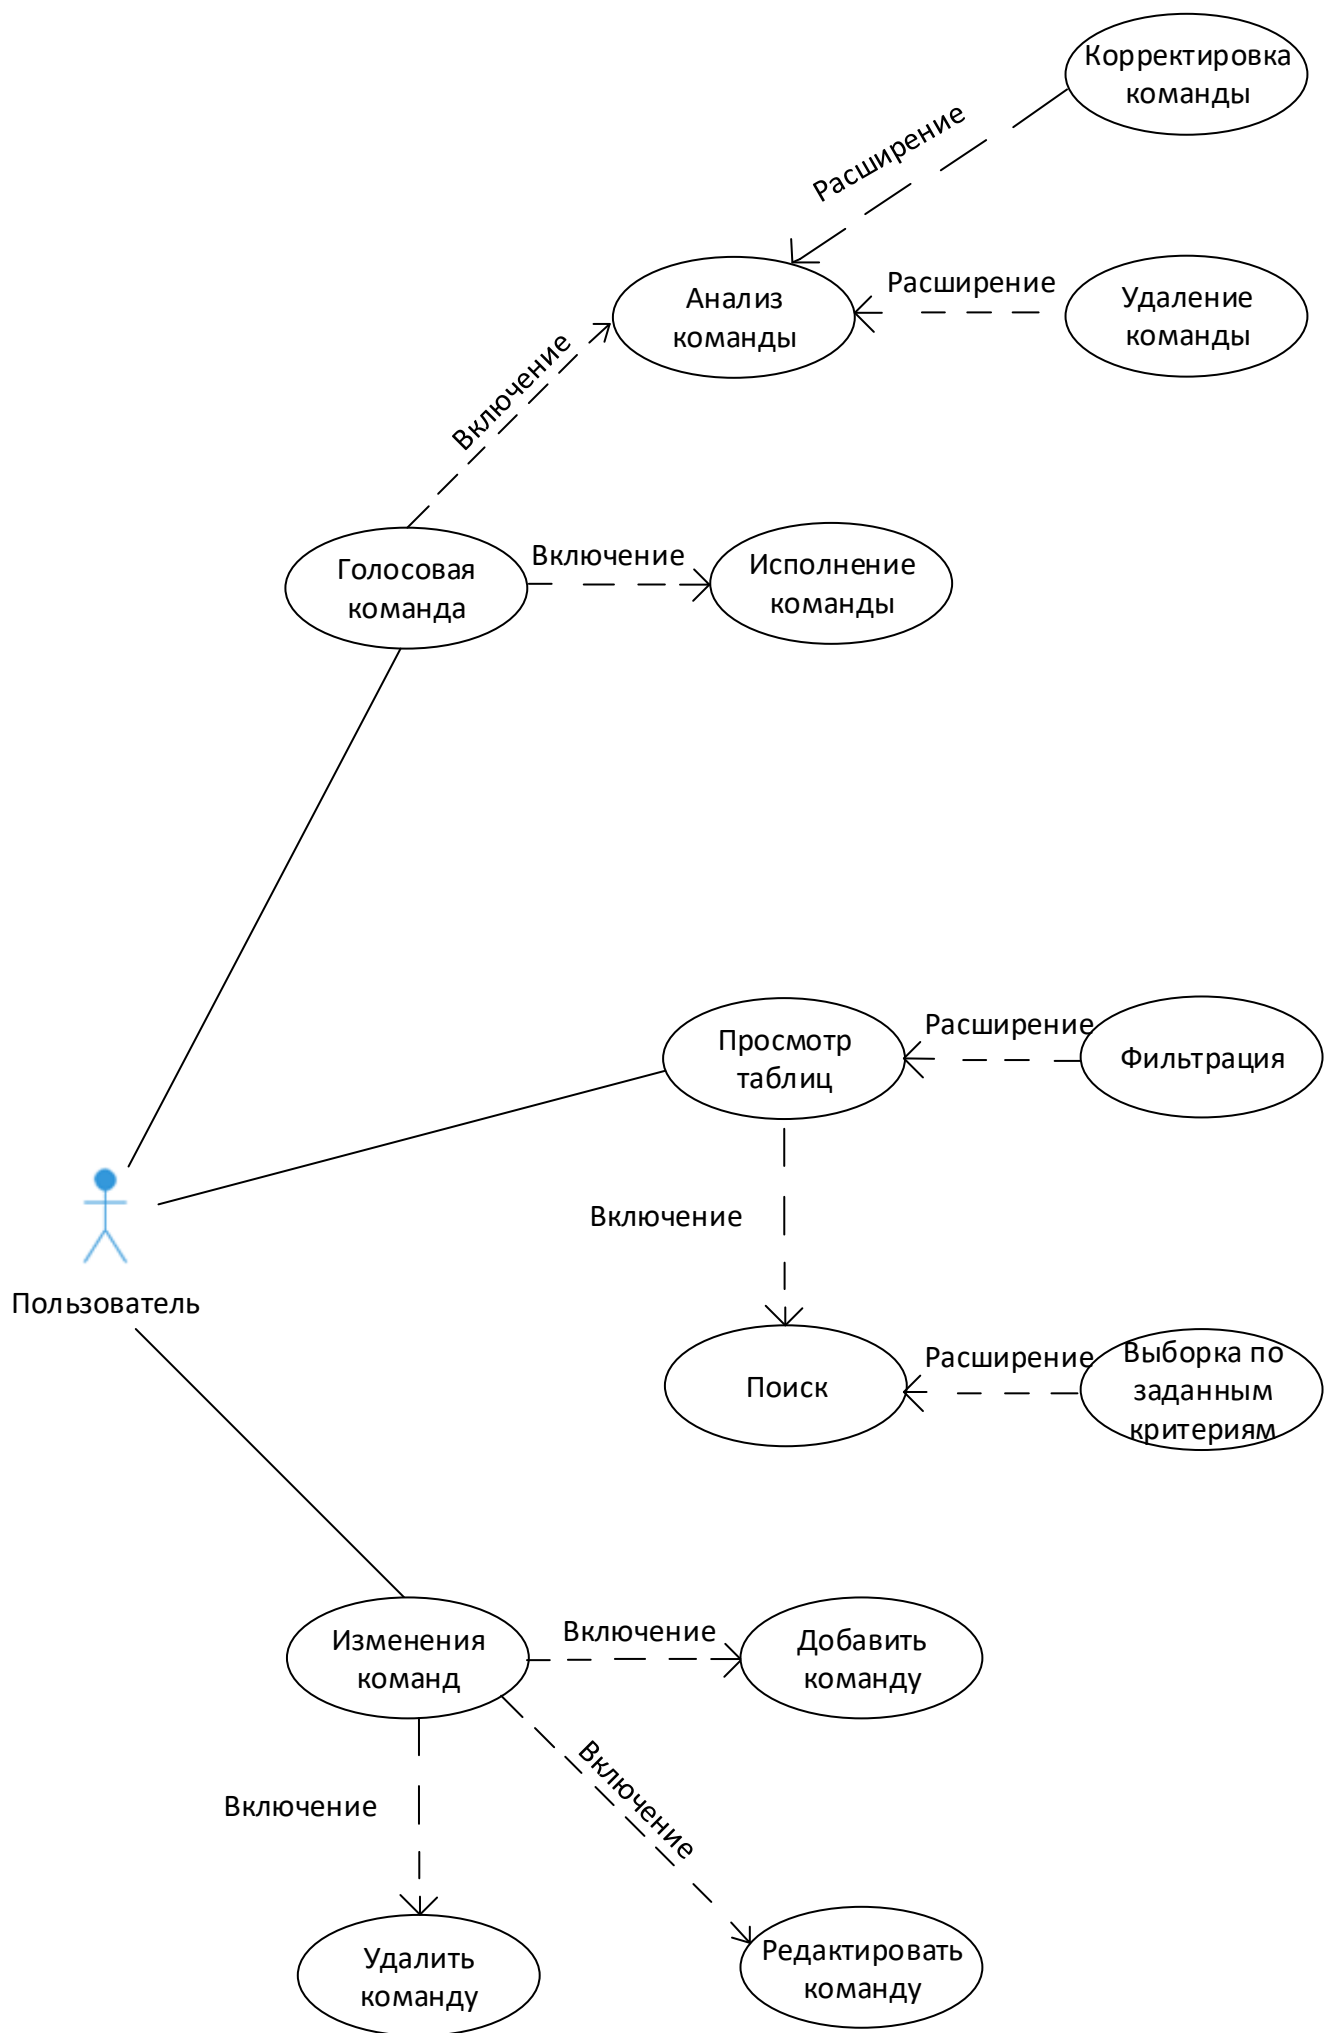 Корректировка
команды
Расширение
Расширение
Анализ
команды
Удаление
команды
Включение
Голосовая
команда
Включение
Исполнение
команды
Просмотр
таблиц
Расширение
Фильтрация
Включение
Пользователь
Поиск
Расширение
Выборка по
заданным
критериям
Изменения
команд
Включение
Добавить
команду
Включение
Включение
Удалить
команду
Редактировать
команду